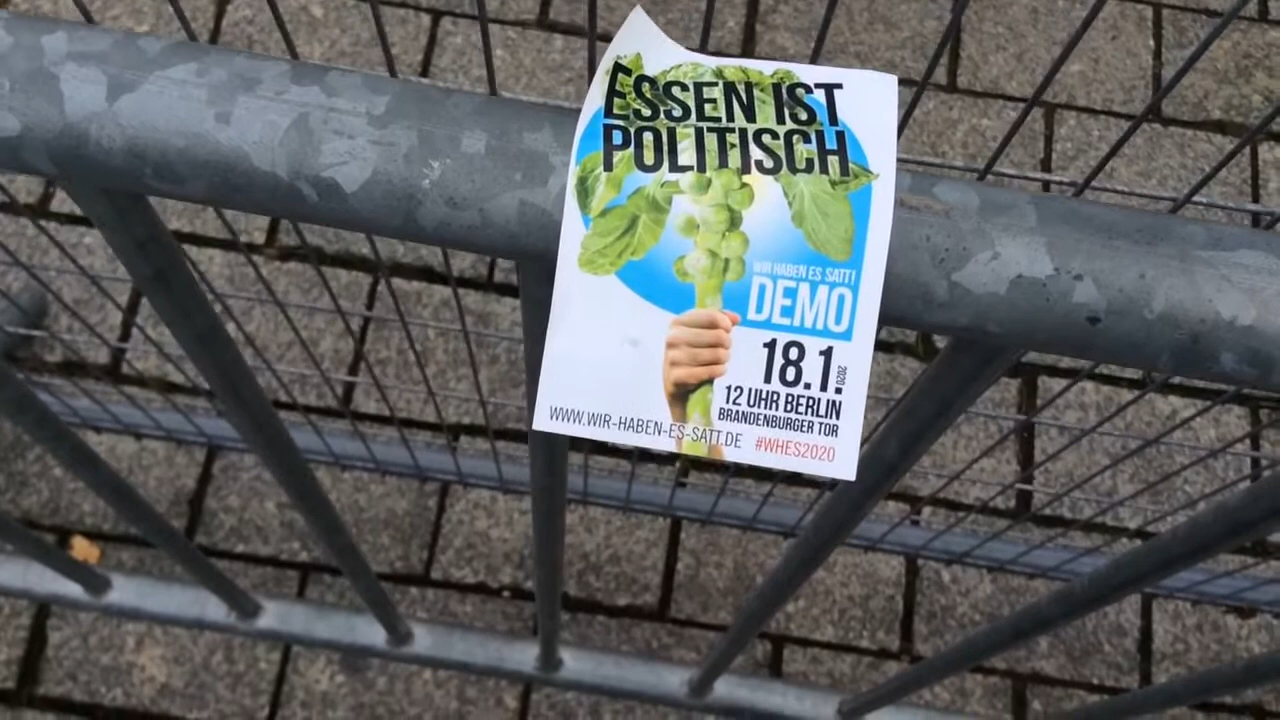 ESSEN IST
POLITISCH
WIR HABEN ES SATT!
DEMO
18.1.
2020
12 UHR BERLIN
BRANDENBURGER TOR
WWW.WIR-HABEN-ES-SATT.DE
#WHES2020